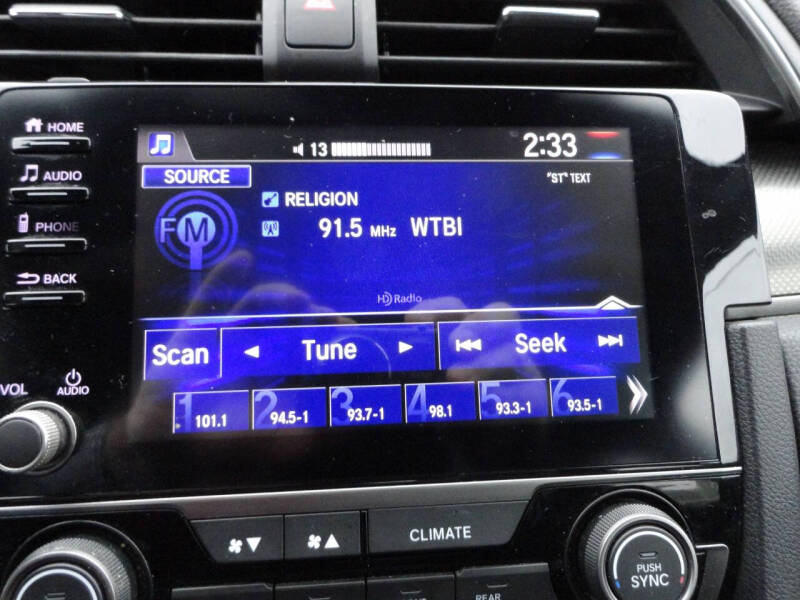 HOME
13
2:33
AUDIO
SOURCE
"ST" TEXT
RELIGION
FM
91.5 MHz WTBI
PHONE
BACK
HD Radio
Scan
Tune
Seek
VOL
AUDIO
1 101.1
2 94.5-1
3 93.7-1
4 98.1
5 93.3-1
6 93.5-1
CLIMATE
PUSH
SYNC
REAR